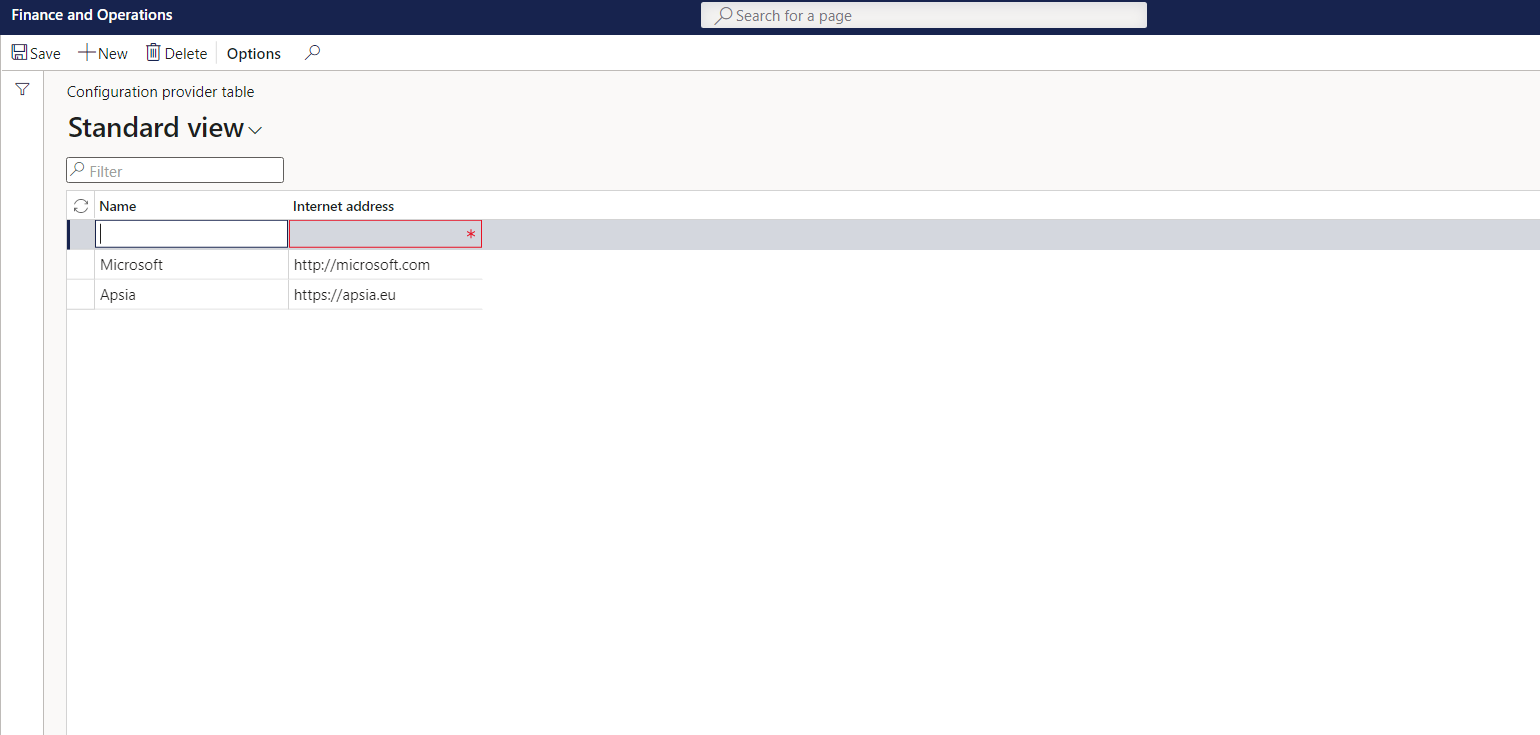 Finance and Operations
Search for a page
Save New Delete Options
Configuration provider table
Standard view
Filter
Name Internet address
*
Microsoft http://microsoft.com
Apsia https://apsia.eu